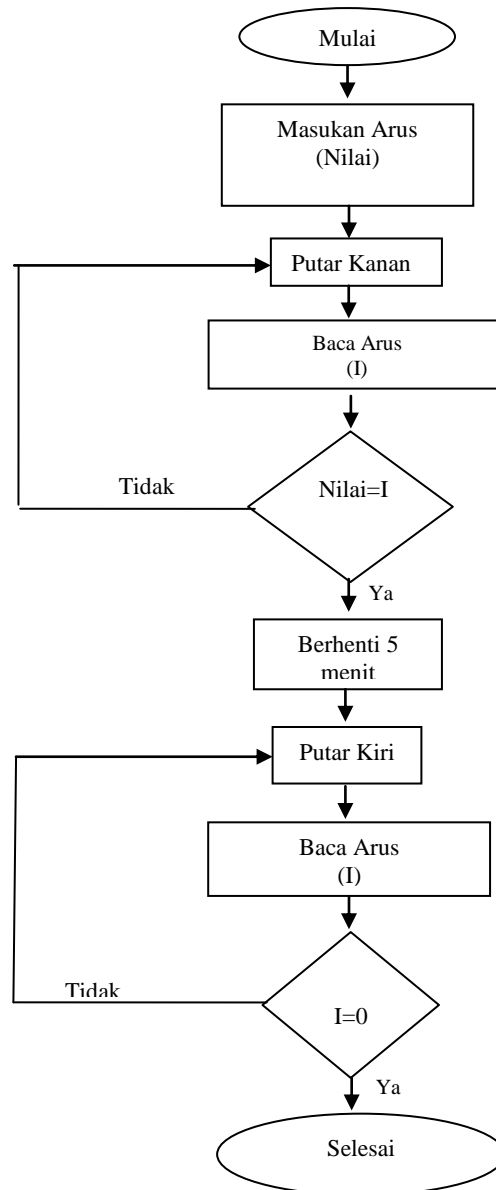 Mulai
Masukan Arus
(Nilai)
Putar Kanan
Baca Arus
(I)
Tidak
Nilai=I
Ya
Berhenti 5
menit
Putar Kiri
Baca Arus
(I)
Tidak
I=0
Ya
Selesai